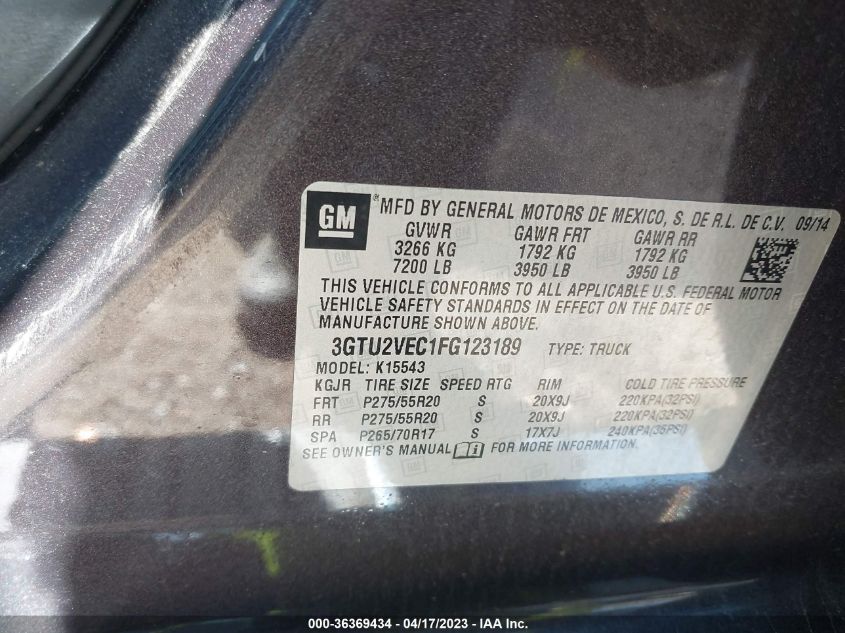 GM ® MFD BY GENERAL MOTORS DE MEXICO, S. DE R.L. DE C.V. 09/14
GVWR GAWR FRT GAWR RR
3266 KG 1792 KG 1792 KG
7200 LB 3950 LB 3950 LB
THIS VEHICLE CONFORMS TO ALL APPLICABLE U.S. FEDERAL MOTOR
VEHICLE SAFETY STANDARDS IN EFFECT ON THE DATE OF
MANUFACTURE SHOWN ABOVE.
3GTU2VEC1FG123189 TYPE: TRUCK
MODEL: K15543
KGJR TIRE SIZE SPEED RTG RIM COLD TIRE PRESSURE
FRT P275/55R20 S 20X9J 220KPA(32PSI)
RR P275/55R20 S 20X9J 220KPA(32PSI)
SPA P265/70R17 S 17X7J 240KPA(35PSI)
SEE OWNER'S MANUAL FOR MORE INFORMATION.
000-36369434 - 04/17/2023 - IAA Inc.